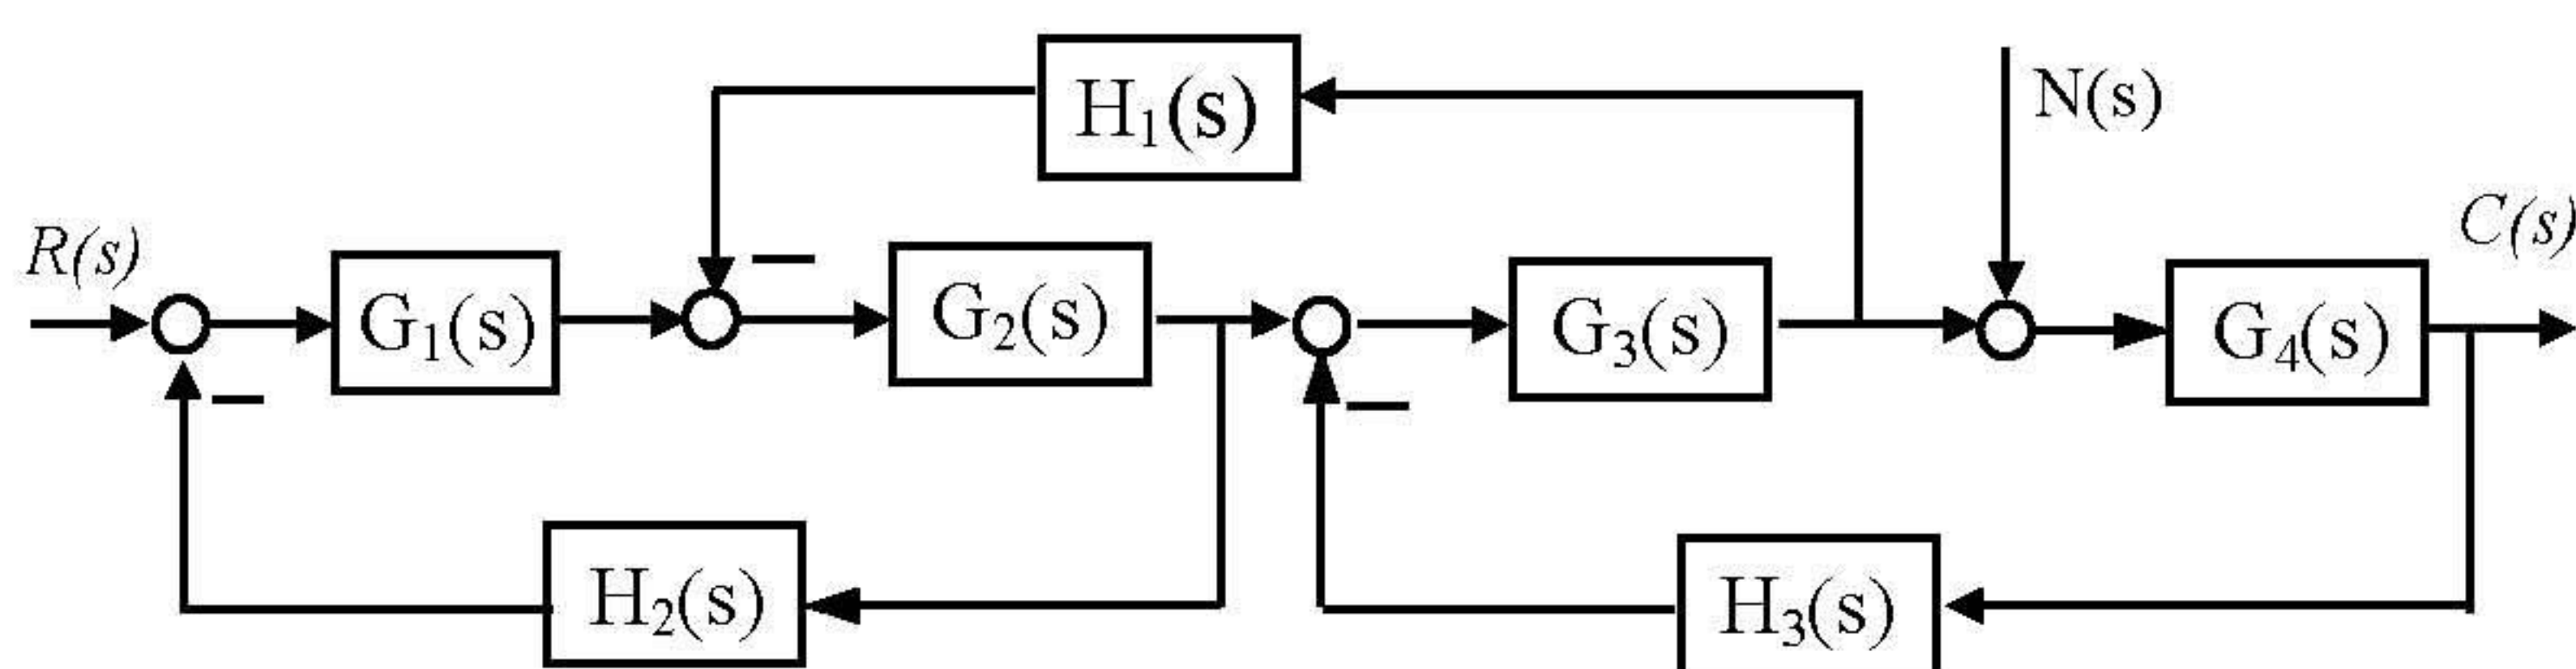 H₁(s)
N(s)
R(s)
C(s)
G₁(s)
−
G₂(s)
G₃(s)
G₄(s)
−
−
H₂(s)
H₃(s)